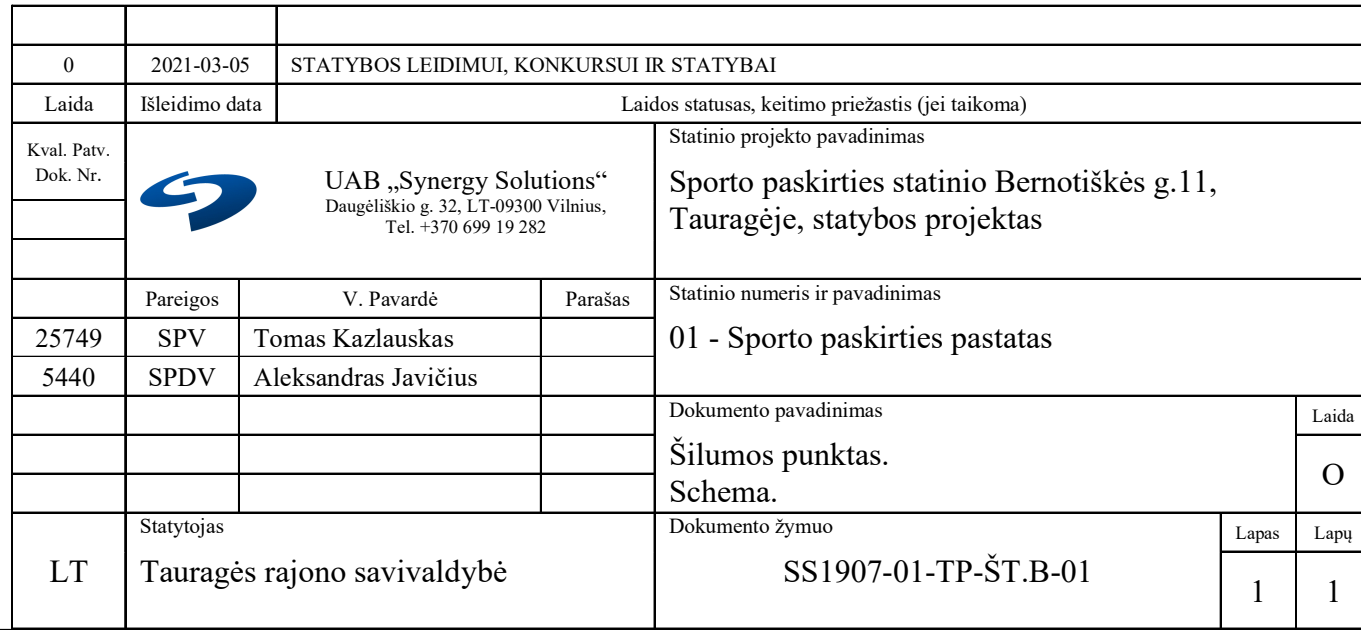 0 2021-03-05 STATYBOS LEIDIMUI, KONKURSUI IR STATYBAI
Laida Išleidimo data Laidos statusas, keitimo priežastis (jei taikoma)
Kval. Patv.
Dok. Nr.
UAB „Synergy Solutions“
Daugėliškio g. 32, LT-09300 Vilnius,
Tel. +370 699 19 282
Statinio projekto pavadinimas
Sporto paskirties statinio Bernotiškės g.11,
Tauragėje, statybos projektas
Pareigos V. Pavardė Parašas
25749 SPV Tomas Kazlauskas
5440 SPDV Aleksandras Javičius
Statinio numeris ir pavadinimas
01 - Sporto paskirties pastatas
Dokumento pavadinimas
Šilumos punktas.
Schema.
Laida
O
LT
Statytojas
Tauragės rajono savivaldybė
Dokumento žymuo
SS1907-01-TP-ŠT.B-01
Lapas Lapų
1 1